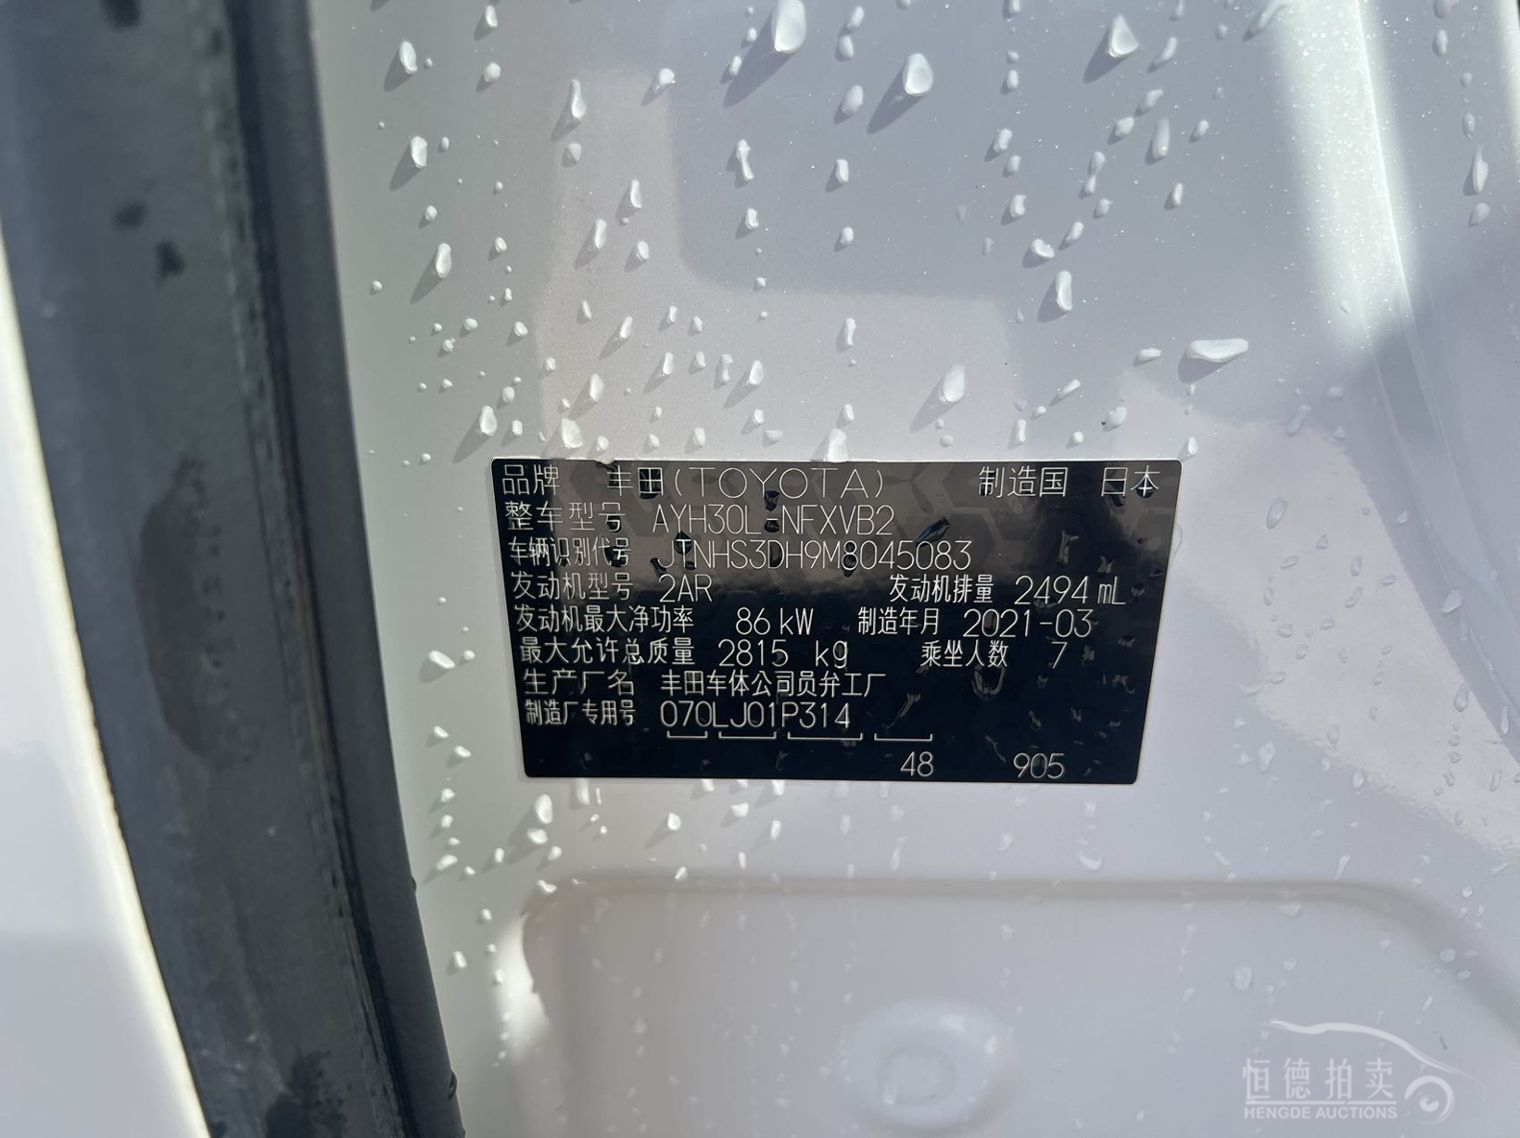 品牌 丰田(TOYOTA) 制造国 日本
整车型号 AYH30L-NFXVB2
车辆识别代号 JTNHS3DH9M8045083
发动机型号 2AR 发动机排量 2494 mL
发动机最大净功率 86 kW 制造年月 2021-03
最大允许总质量 2815 kg 乘坐人数 7
生产厂名 丰田车体公司员弁工厂
制造厂专用号 070LJ01P314
48 905
恒德拍卖
HENGDE AUCTIONS